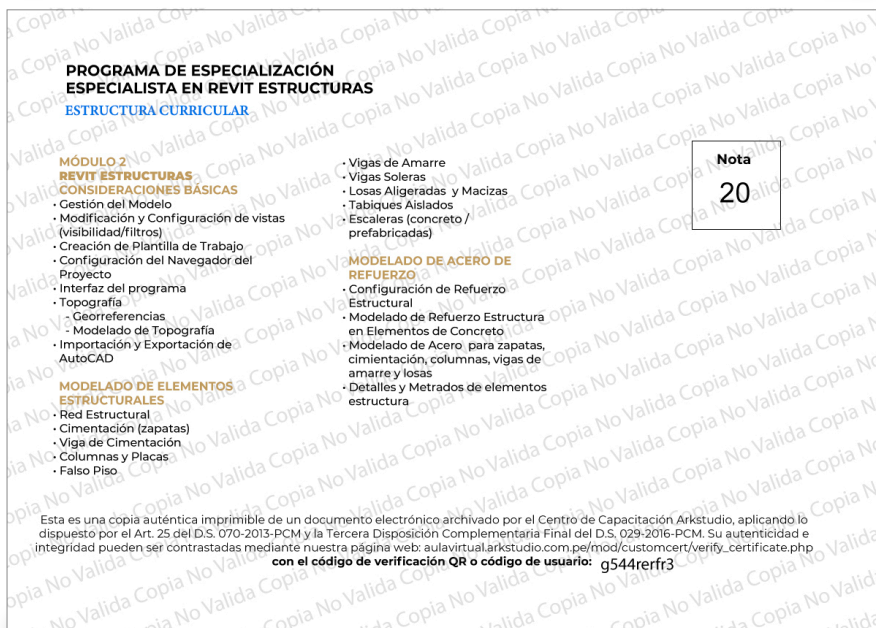 PROGRAMA DE ESPECIALIZACIÓN
ESPECIALISTA EN REVIT ESTRUCTURAS
ESTRUCTURA CURRICULAR
MÓDULO 2
REVIT ESTRUCTURAS
CONSIDERACIONES BÁSICAS
· Gestión del Modelo
· Modificación y Configuración de vistas
(visibilidad/filtros)
· Creación de Plantilla de Trabajo
· Configuración del Navegador del
Proyecto
· Interfaz del programa
· Topografía
- Georreferencias
- Modelado de Topografía
· Importación y Exportación de
AutoCAD
MODELADO DE ELEMENTOS
ESTRUCTURALES
· Red Estructural
· Cimentación (zapatas)
· Viga de Cimentación
· Columnas y Placas
· Falso Piso
· Vigas de Amarre
· Vigas Soleras
· Losas Aligeradas y Macizas
· Tabiques Aislados
· Escaleras (concreto /
prefabricadas)
MODELADO DE ACERO DE
REFUERZO
· Configuración de Refuerzo
Estructural
· Modelado de Refuerzo Estructura
en Elementos de Concreto
· Modelado de Acero para zapatas,
cimientación, columnas, vigas de
amarre y losas
· Detalles y Metrados de elementos
estructura
Nota
20
Esta es una copia auténtica imprimible de un documento electrónico archivado por el Centro de Capacitación Arkstudio, aplicando lo
dispuesto por el Art. 25 del D.S. 070-2013-PCM y la Tercera Disposición Complementaria Final del D.S. 029-2016-PCM. Su autenticidad e
integridad pueden ser contrastadas mediante nuestra página web: aulavirtual.arkstudio.com.pe/mod/customcert/verify_certificate.php
con el código de verificación QR o código de usuario: g544rerfr3
Copia No Valida